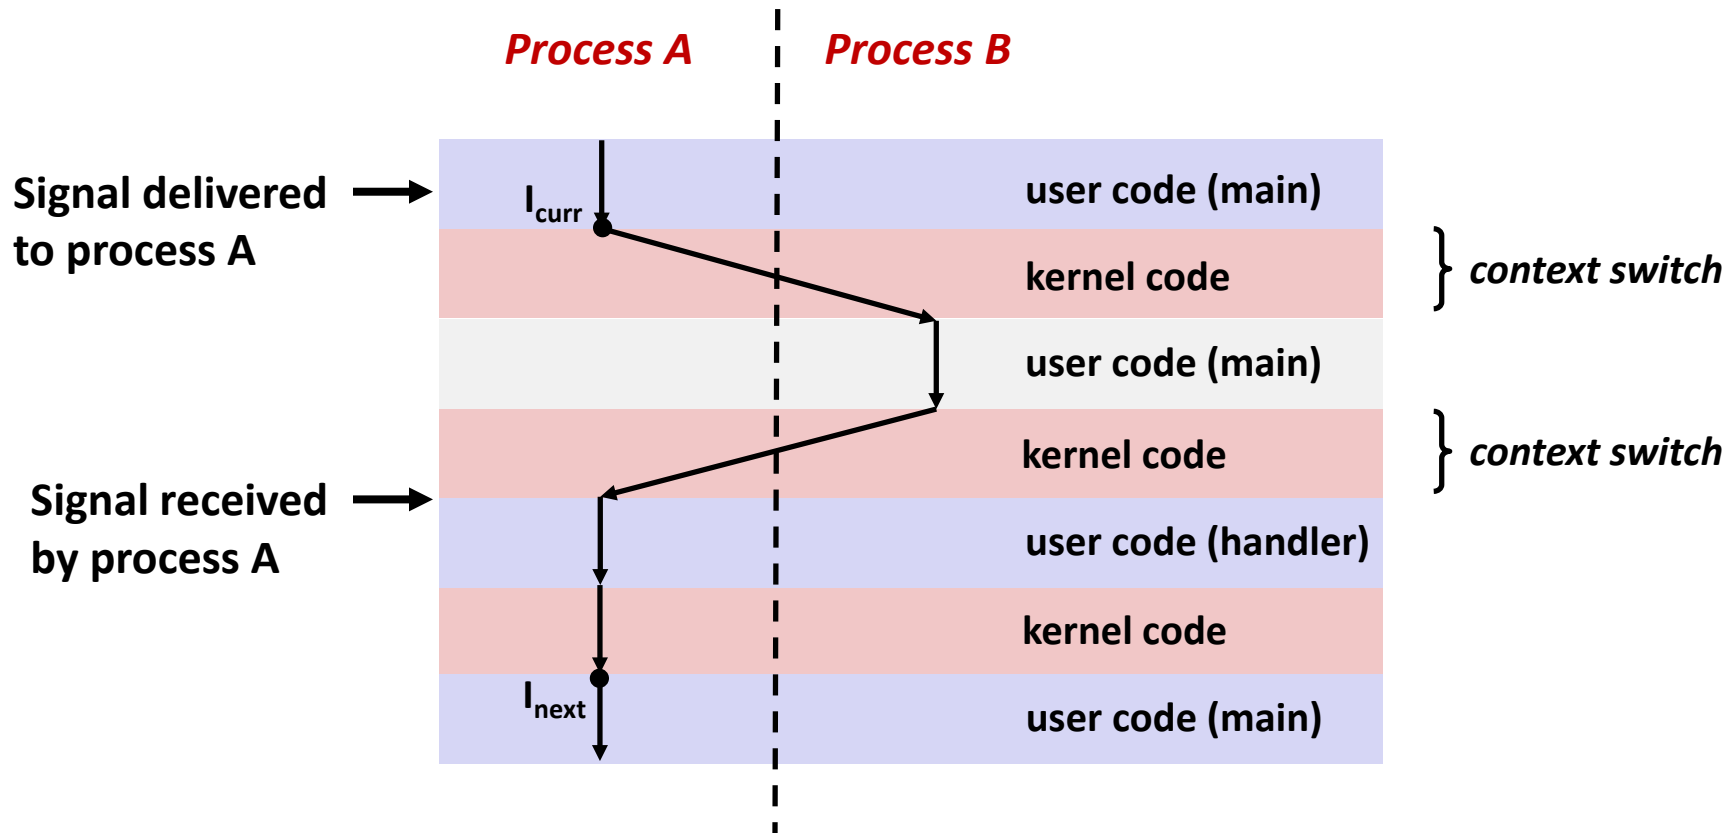 Process A
Process B
Signal delivered
to process A
I_curr
user code (main)
kernel code
context switch
user code (main)
kernel code
context switch
Signal received
by process A
user code (handler)
kernel code
I_next
user code (main)